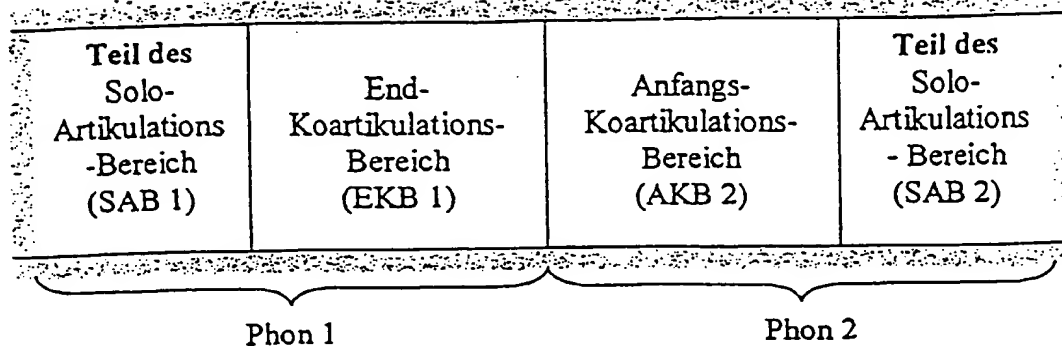 Teil des
Solo-
Artikulations
-Bereich
(SAB 1)
End-
Koartikulations-
Bereich
(EKB 1)
Anfangs-
Koartikulations-
Bereich
(AKB 2)
Teil des
Solo-
Artikulations
- Bereich
(SAB 2)
Phon 1
Phon 2